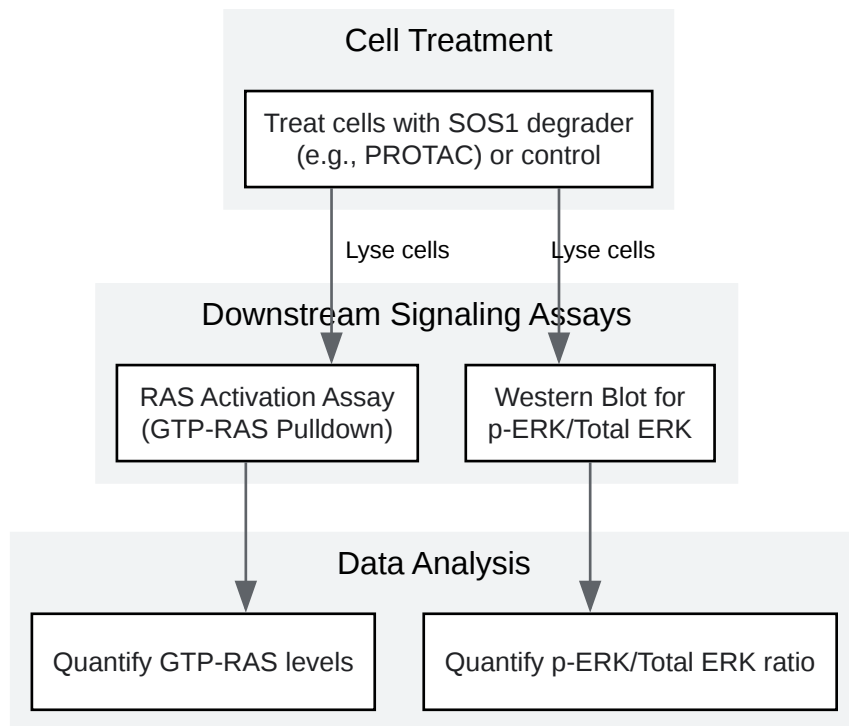 Cell Treatment
Treat cells with SOS1 degrader
(e.g., PROTAC) or control
Lyse cells
Lyse cells
Downstream Signaling Assays
RAS Activation Assay
(GTP-RAS Pulldown)
Western Blot for
p-ERK/Total ERK
Data Analysis
Quantify GTP-RAS levels
Quantify p-ERK/Total ERK ratio